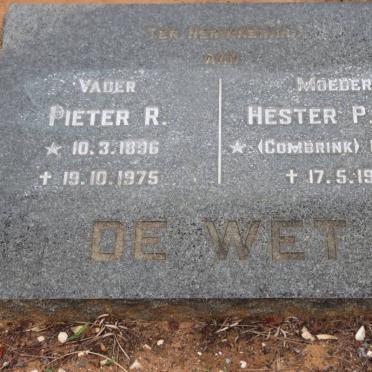 TER HERINNERING
AAN
VADER
PIETER R.
★ 10.3.1896
✝ 19.10.1975
MOEDER
HESTER P.
★ (COMBRINK)
✝ 17.5.19
DE WET